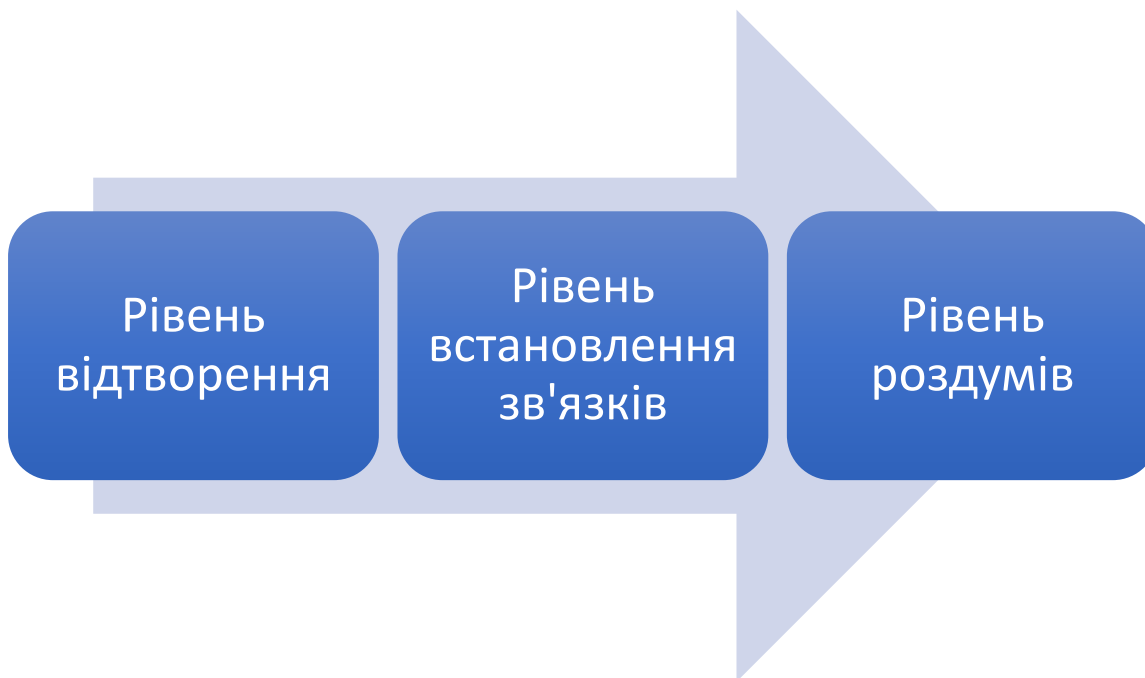 Рівень
відтворення
Рівень
встановлення
зв'язків
Рівень
роздумів